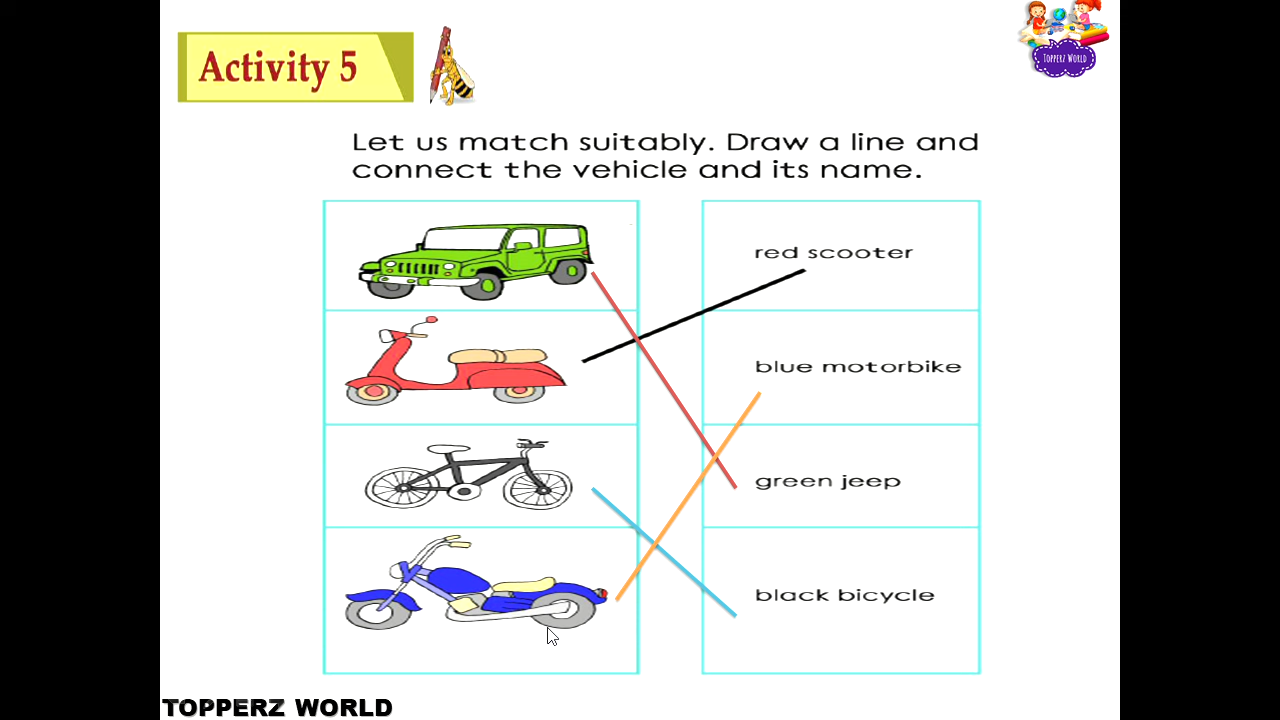 Activity 5
TOPPERZ WORLD
Let us match suitably. Draw a line and
connect the vehicle and its name.
red scooter
blue motorbike
green jeep
black bicycle
TOPPERZ WORLD